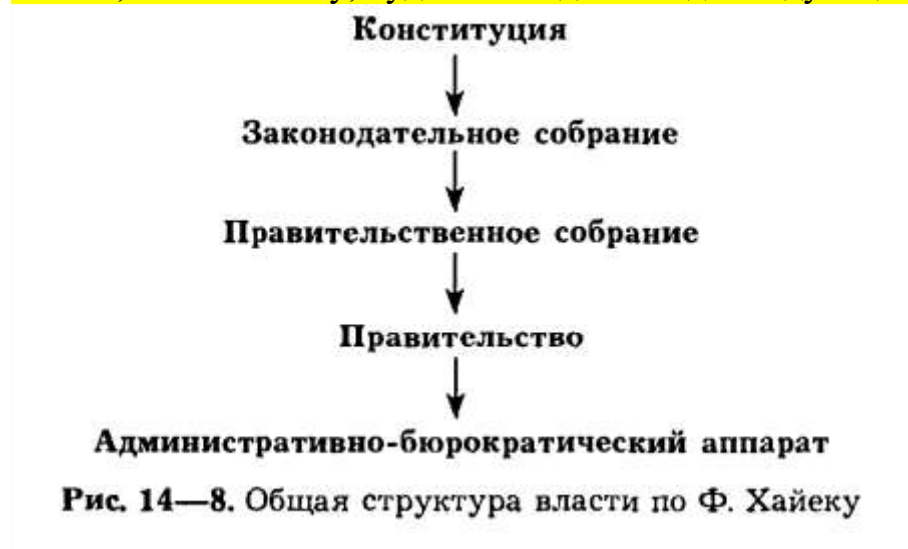 Конституция
Законодательное собрание
Правительственное собрание
Правительство
Административно-бюрократический аппарат
Рис. 14—8. Общая структура власти по Ф. Хайеку